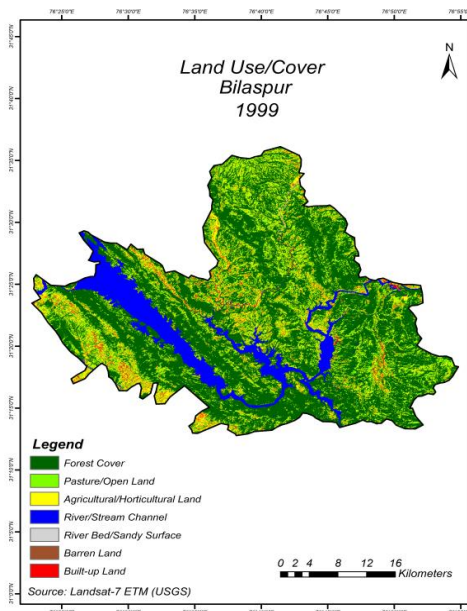 76°25'0"E 76°30'0"E 76°35'0"E 76°40'0"E 76°45'0"E 76°50'0"E 76°55'
Land Use/Cover
Bilaspur
1999
N
Legend
Forest Cover
Pasture/Open Land
Agricultural/Horticultural Land
River/Stream Channel
River Bed/Sandy Surface
Barren Land
Built-up Land
0 2 4 8 12 16
Kilometers
Source: Landsat-7 ETM (USGS)